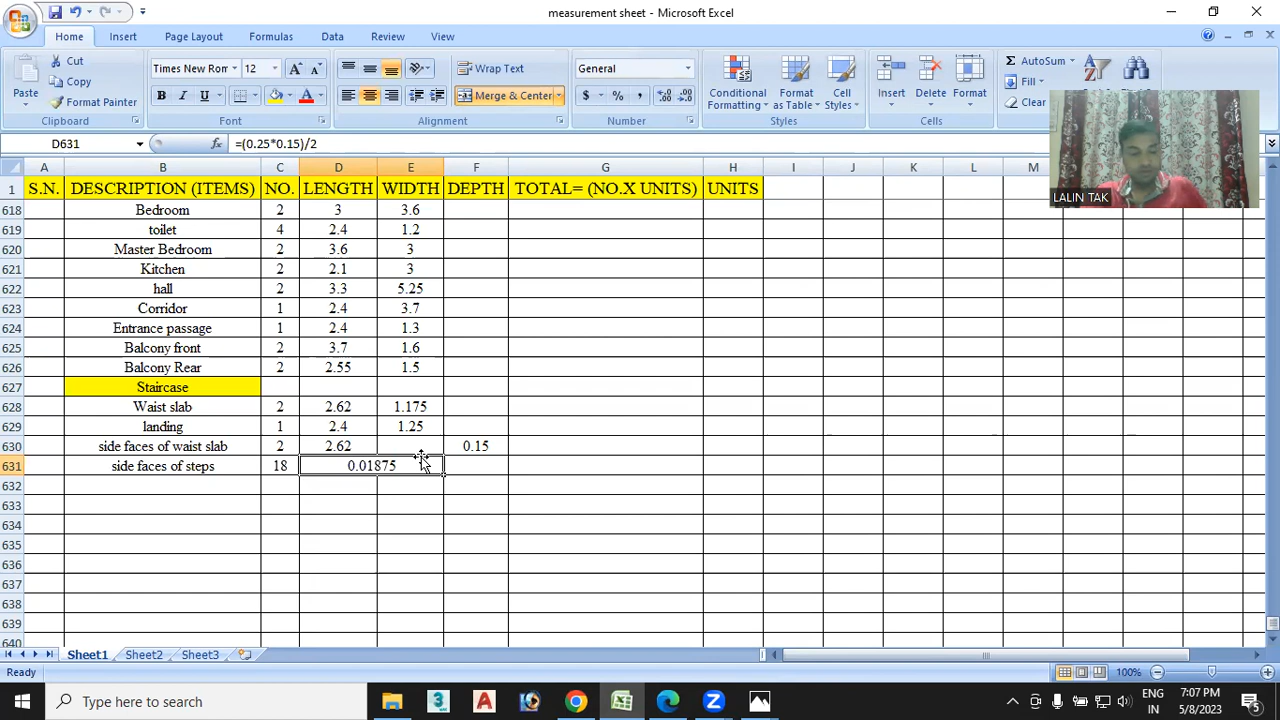 measurement sheet - Microsoft Excel
Home Insert Page Layout Formulas Data Review View
Paste Cut Copy Format Painter Clipboard
Times New Ror 12 B I U Font
Wrap Text Merge & Center Alignment
General $ % , Number
Conditional Formatting Format as Table Cell Styles Styles
Insert Delete Format Cells
Σ AutoSum Fill Clear
D631 fx =(0.25*0.15)/2
LALIN TAK
A B C D E F G H I J K L M
1 S.N. DESCRIPTION (ITEMS) NO. LENGTH WIDTH DEPTH TOTAL= (NO.X UNITS) UNITS
618 Bedroom 2 3 3.6
619 toilet 4 2.4 1.2
620 Master Bedroom 2 3.6 3
621 Kitchen 2 2.1 3
622 hall 2 3.3 5.25
623 Corridor 1 2.4 3.7
624 Entrance passage 1 2.4 1.3
625 Balcony front 2 3.7 1.6
626 Balcony Rear 2 2.55 1.5
627 Staircase
628 Waist slab 2 2.62 1.175
629 landing 1 2.4 1.25
630 side faces of waist slab 2 2.62 0.15
631 side faces of steps 18 0.01875
632
633
634
635
636
637
638
639
640
Sheet1 Sheet2 Sheet3
Ready 100%
Type here to search
ENG IN 7:07 PM 5/8/2023 5